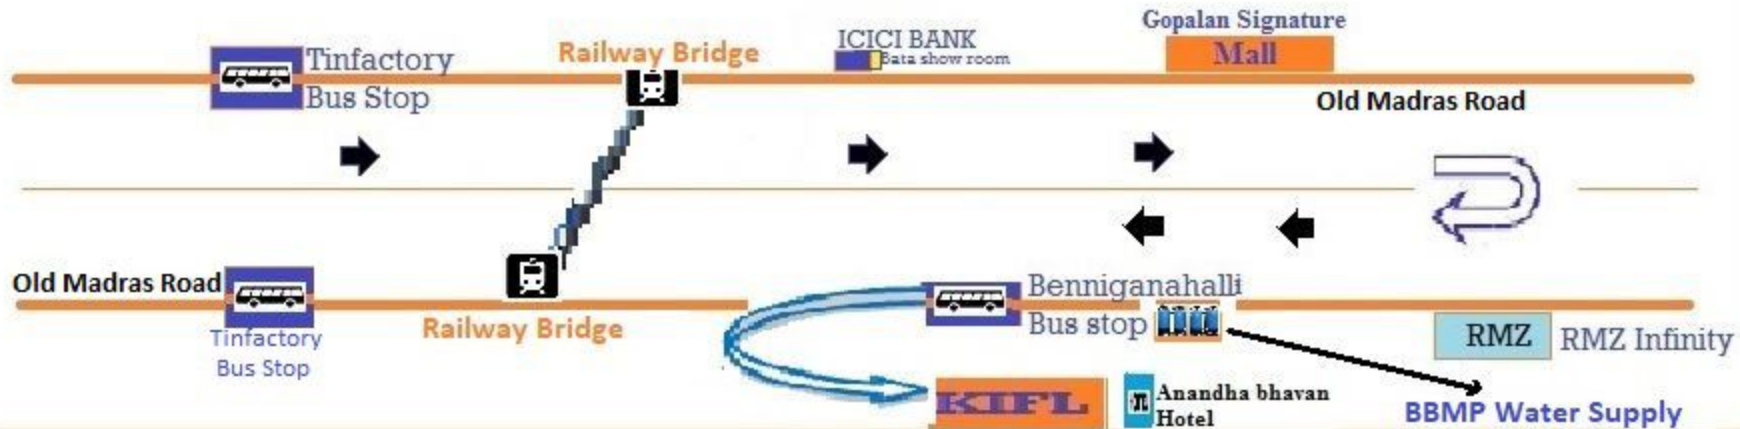 Gopalan Signature
Mall
ICICI BANK
Bata show room
Railway Bridge
Tinfactory
Bus Stop
Old Madras Road
Old Madras Road
Tinfactory
Bus Stop
Railway Bridge
Benniganahalli
Bus stop
RMZ
RMZ Infinity
KIFL
Anandha bhavan
Hotel
BBMP Water Supply